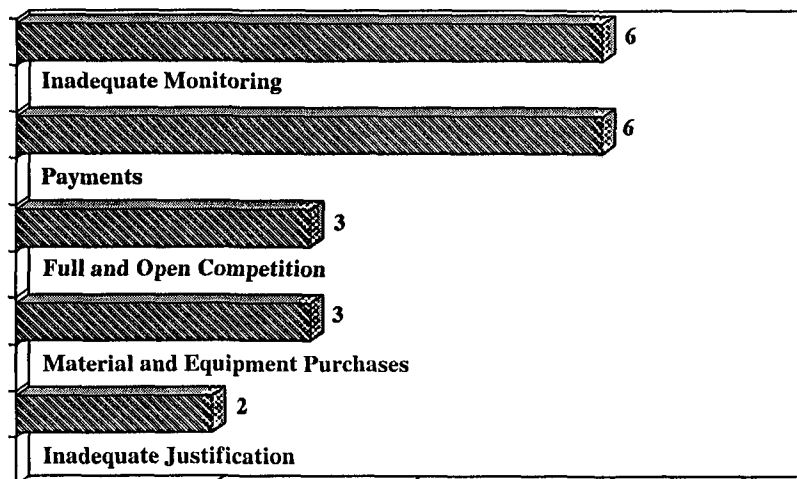 6
Inadequate Monitoring
6
Payments
3
Full and Open Competition
3
Material and Equipment Purchases
2
Inadequate Justification